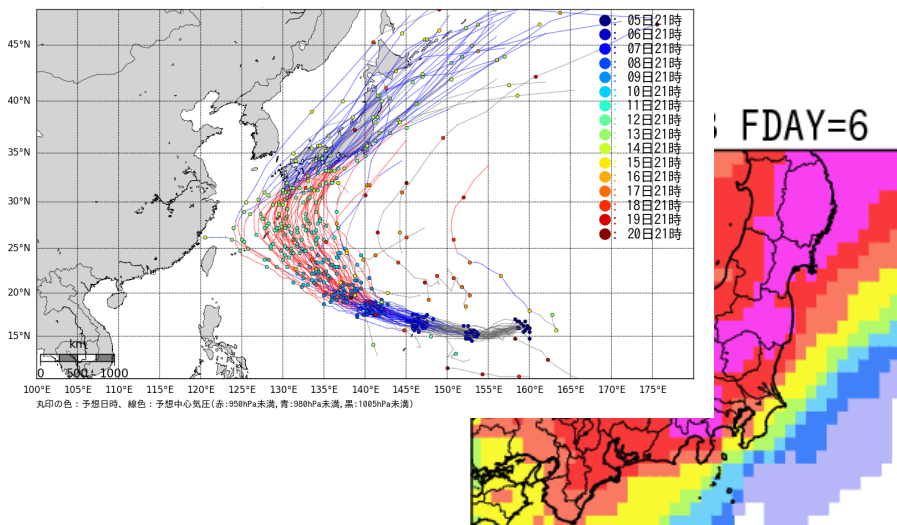 45°N
40°N
35°N
30°N
25°N
20°N
15°N
km
0 500 1000
100°E 105°E 110°E 115°E 120°E 125°E 130°E 135°E 140°E 145°E 150°E 155°E 160°E 165°E 170°E 175°E
丸印の色：予想日時、線色：予想中心気圧(赤:950hPa未満,青:980hPa未満,黒:1005hPa未満)
: 05日21時
: 06日21時
: 07日21時
: 08日21時
: 09日21時
: 10日21時
: 11日21時
: 12日21時
: 13日21時
: 14日21時
: 15日21時
: 16日21時
: 17日21時
: 18日21時
: 19日21時
: 20日21時
FDAY=6